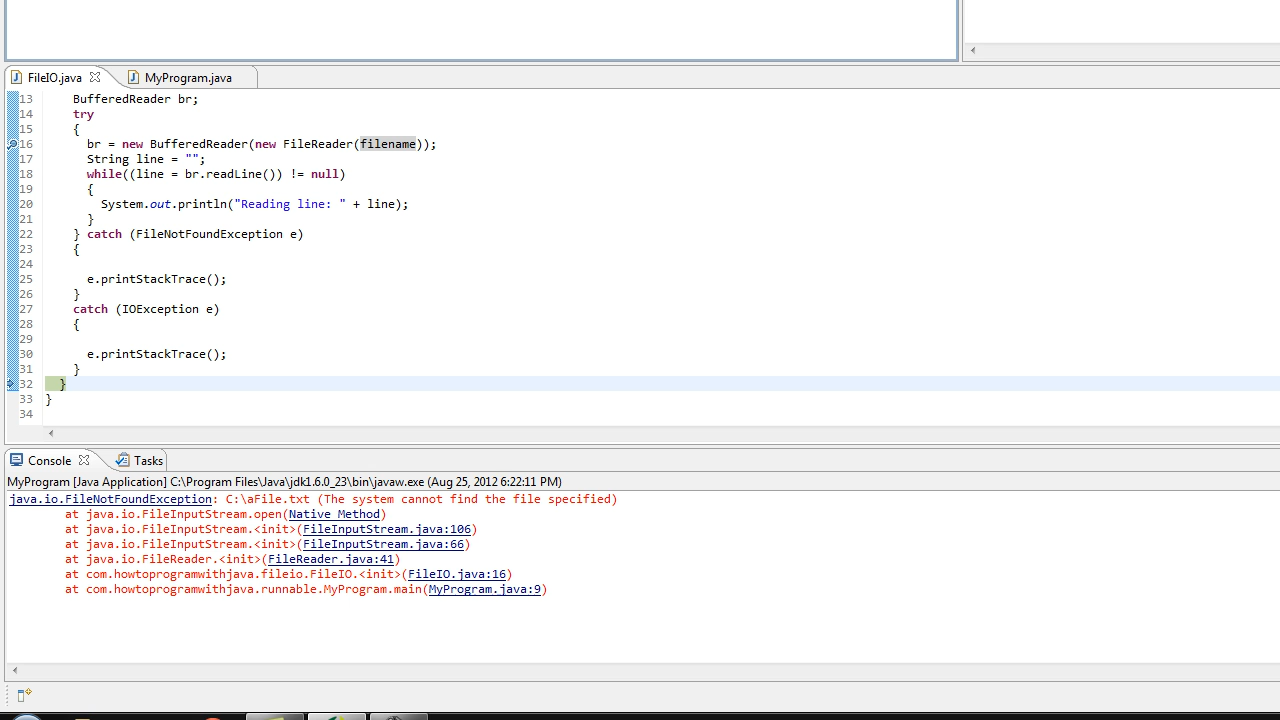 FileIO.java MyProgram.java
13 BufferedReader br;
14 try
15 {
16 br = new BufferedReader(new FileReader(filename));
17 String line = "";
18 while((line = br.readLine()) != null)
19 {
20 System.out.println("Reading line: " + line);
21 }
22 } catch (FileNotFoundException e)
23 {
24
25 e.printStackTrace();
26 }
27 catch (IOException e)
28 {
29
30 e.printStackTrace();
31 }
32 }
33 }
34
Console Tasks
MyProgram [Java Application] C:\Program Files\Java\jdk1.6.0_23\bin\javaw.exe (Aug 25, 2012 6:22:11 PM)
java.io.FileNotFoundException: C:\aFile.txt (The system cannot find the file specified)
at java.io.FileInputStream.open(Native Method)
at java.io.FileInputStream.<init>(FileInputStream.java:106)
at java.io.FileInputStream.<init>(FileInputStream.java:66)
at java.io.FileReader.<init>(FileReader.java:41)
at com.howtoprogramwithjava.fileio.FileIO.<init>(FileIO.java:16)
at com.howtoprogramwithjava.runnable.MyProgram.main(MyProgram.java:9)